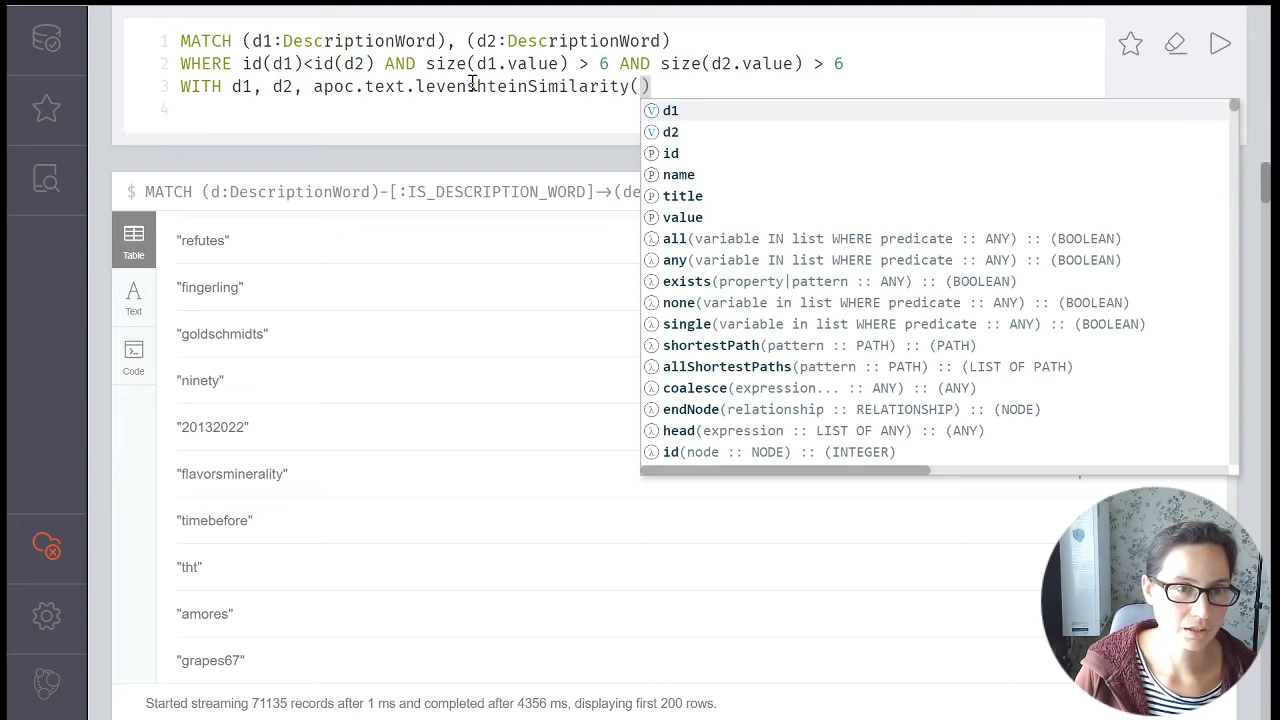 1 MATCH (d1:DescriptionWord), (d2:DescriptionWord)
2 WHERE id(d1)<id(d2) AND size(d1.value) > 6 AND size(d2.value) > 6
3 WITH d1, d2, apoc.text.levenshteinSimilarity()
4
V d1
V d2
P id
P name
P title
P value
λ all(variable IN list WHERE predicate :: ANY) :: (BOOLEAN)
λ any(variable IN list WHERE predicate :: ANY) :: (BOOLEAN)
λ exists(property|pattern :: ANY) :: (BOOLEAN)
λ none(variable in list WHERE predicate :: ANY) :: (BOOLEAN)
λ single(variable in list WHERE predicate :: ANY) :: (BOOLEAN)
λ shortestPath(pattern :: PATH) :: (PATH)
λ allShortestPaths(pattern :: PATH) :: (LIST OF PATH)
λ coalesce(expression... :: ANY) :: (ANY)
λ endNode(relationship :: RELATIONSHIP) :: (NODE)
λ head(expression :: LIST OF ANY) :: (ANY)
λ id(node :: NODE) :: (INTEGER)
$ MATCH (d:DescriptionWord)-[:IS_DESCRIPTION_WORD]→(de
Table
A
Text
Code
"refutes"
"fingerling"
"goldschmidts"
"ninety"
"20132022"
"flavorsminerality"
"timebefore"
"tht"
"amores"
"grapes67"
Started streaming 71135 records after 1 ms and completed after 4356 ms, displaying first 200 rows.